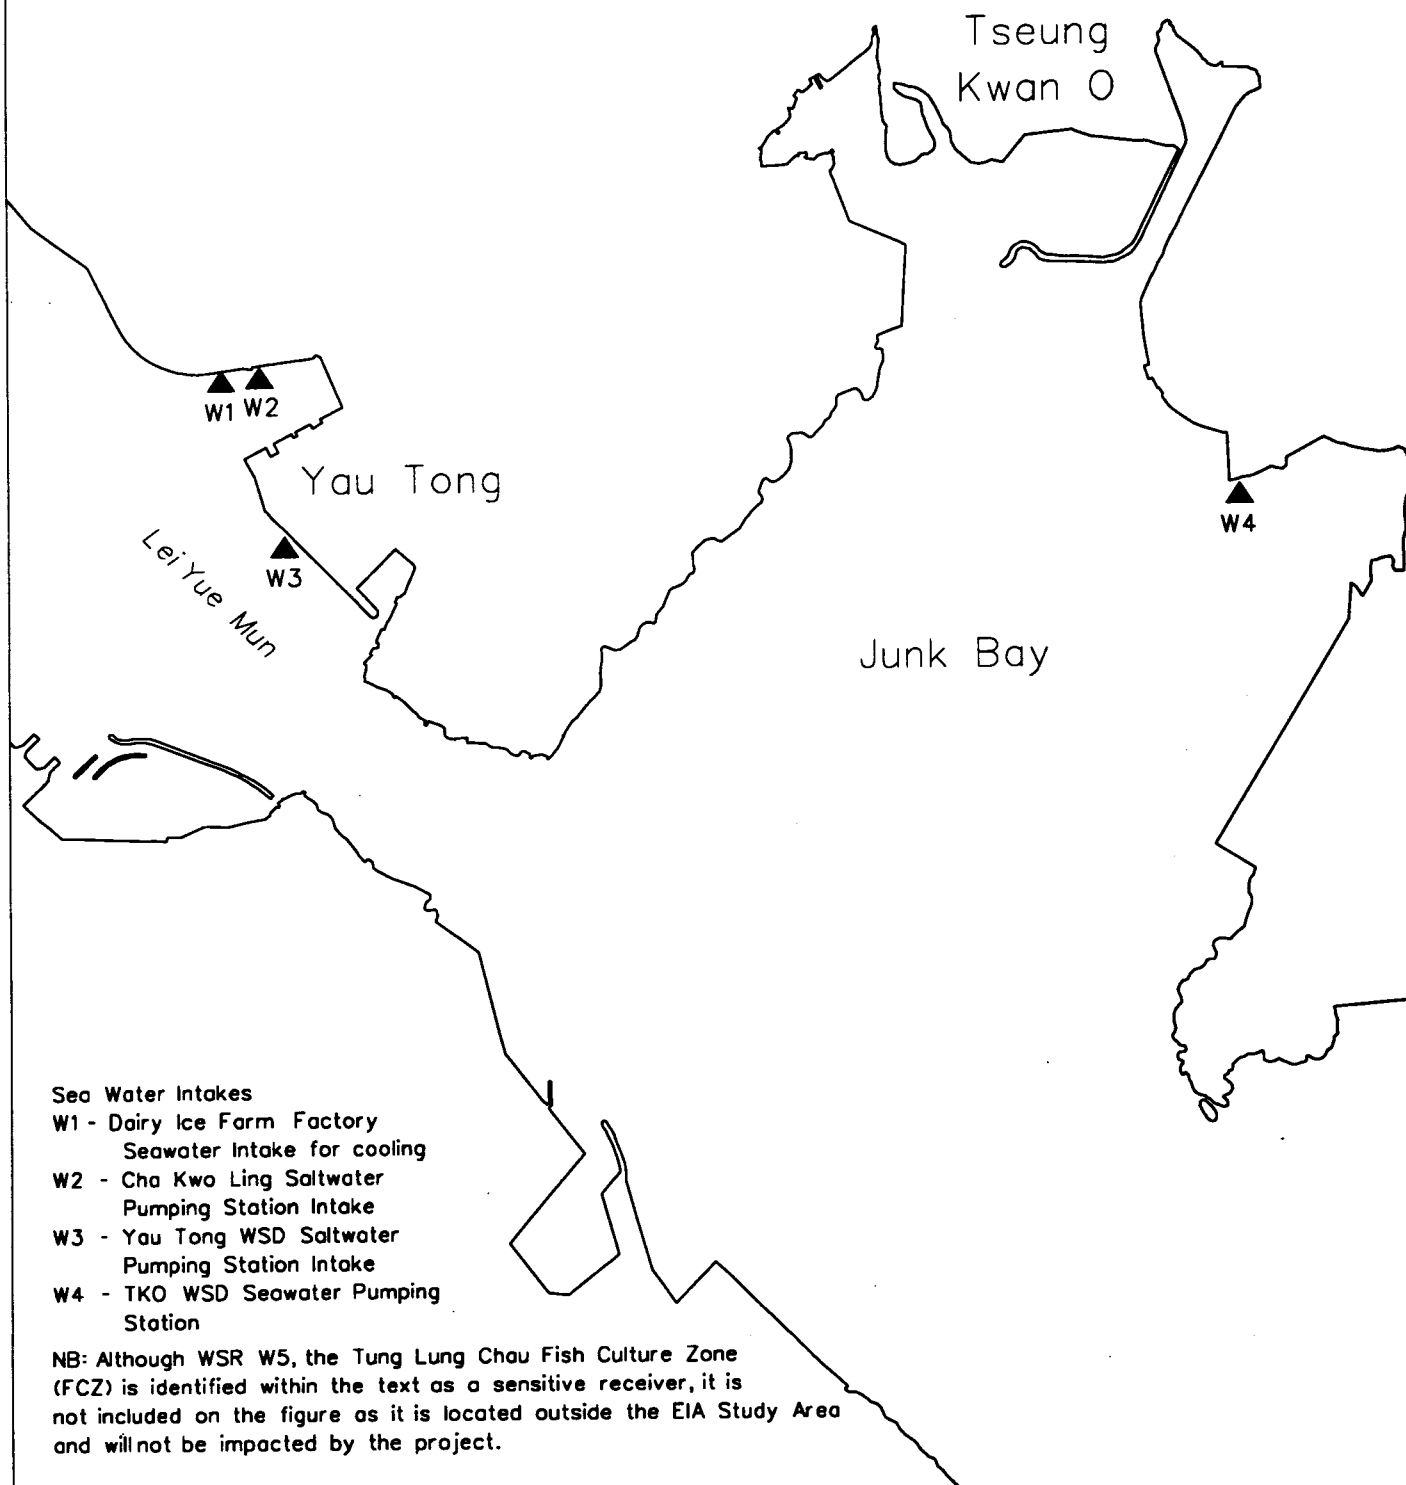 Tseung
Kwan O
W1 W2
Yau Tong
Lei Yue Mun
W3
W4
Junk Bay
Sea Water Intakes
W1 - Dairy Ice Farm Factory
Seawater Intake for cooling
W2 - Cha Kwo Ling Saltwater
Pumping Station Intake
W3 - Yau Tong WSD Saltwater
Pumping Station Intake
W4 - TKO WSD Seawater Pumping
Station
NB: Although WSR W5, the Tung Lung Chau Fish Culture Zone
(FCZ) is identified within the text as a sensitive receiver, it is
not included on the figure as it is located outside the EIA Study Area
and will not be impacted by the project.